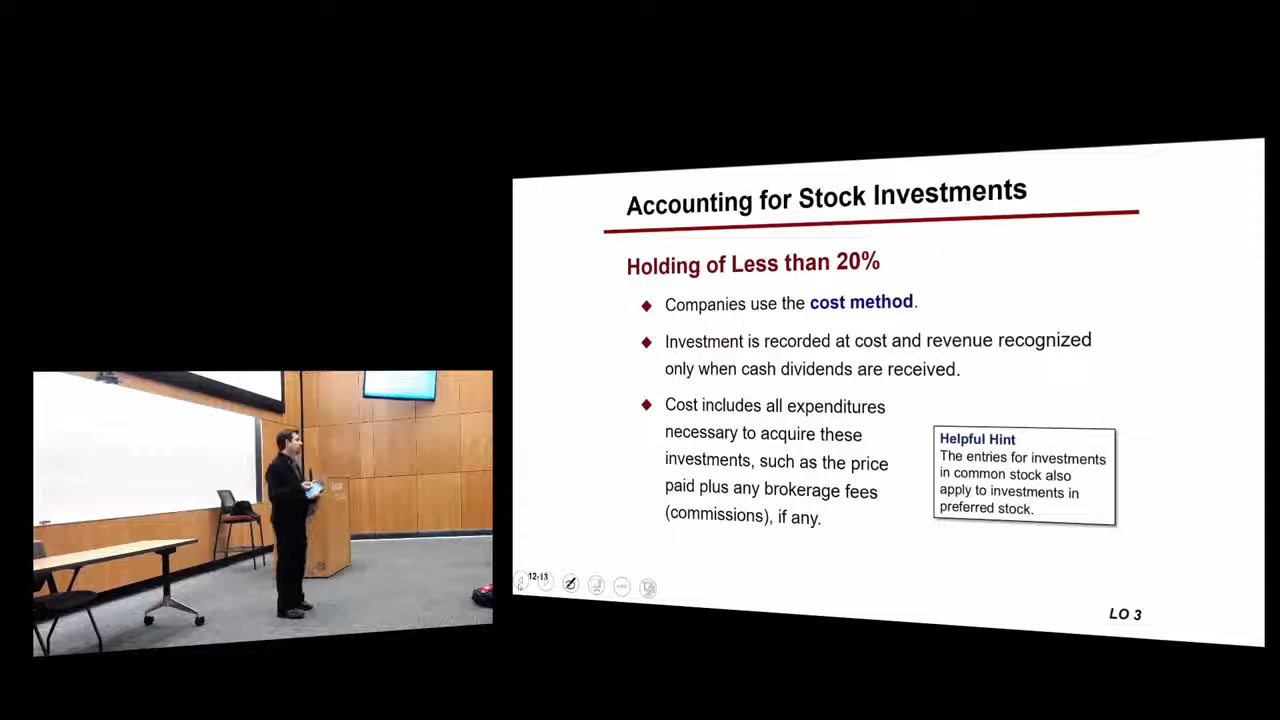 Accounting for Stock Investments
Holding of Less than 20%
Companies use the cost method.
Investment is recorded at cost and revenue recognized
only when cash dividends are received.
Cost includes all expenditures
necessary to acquire these
investments, such as the price
paid plus any brokerage fees
(commissions), if any.
Helpful Hint
The entries for investments
in common stock also
apply to investments in
preferred stock.
12-13
LO 3